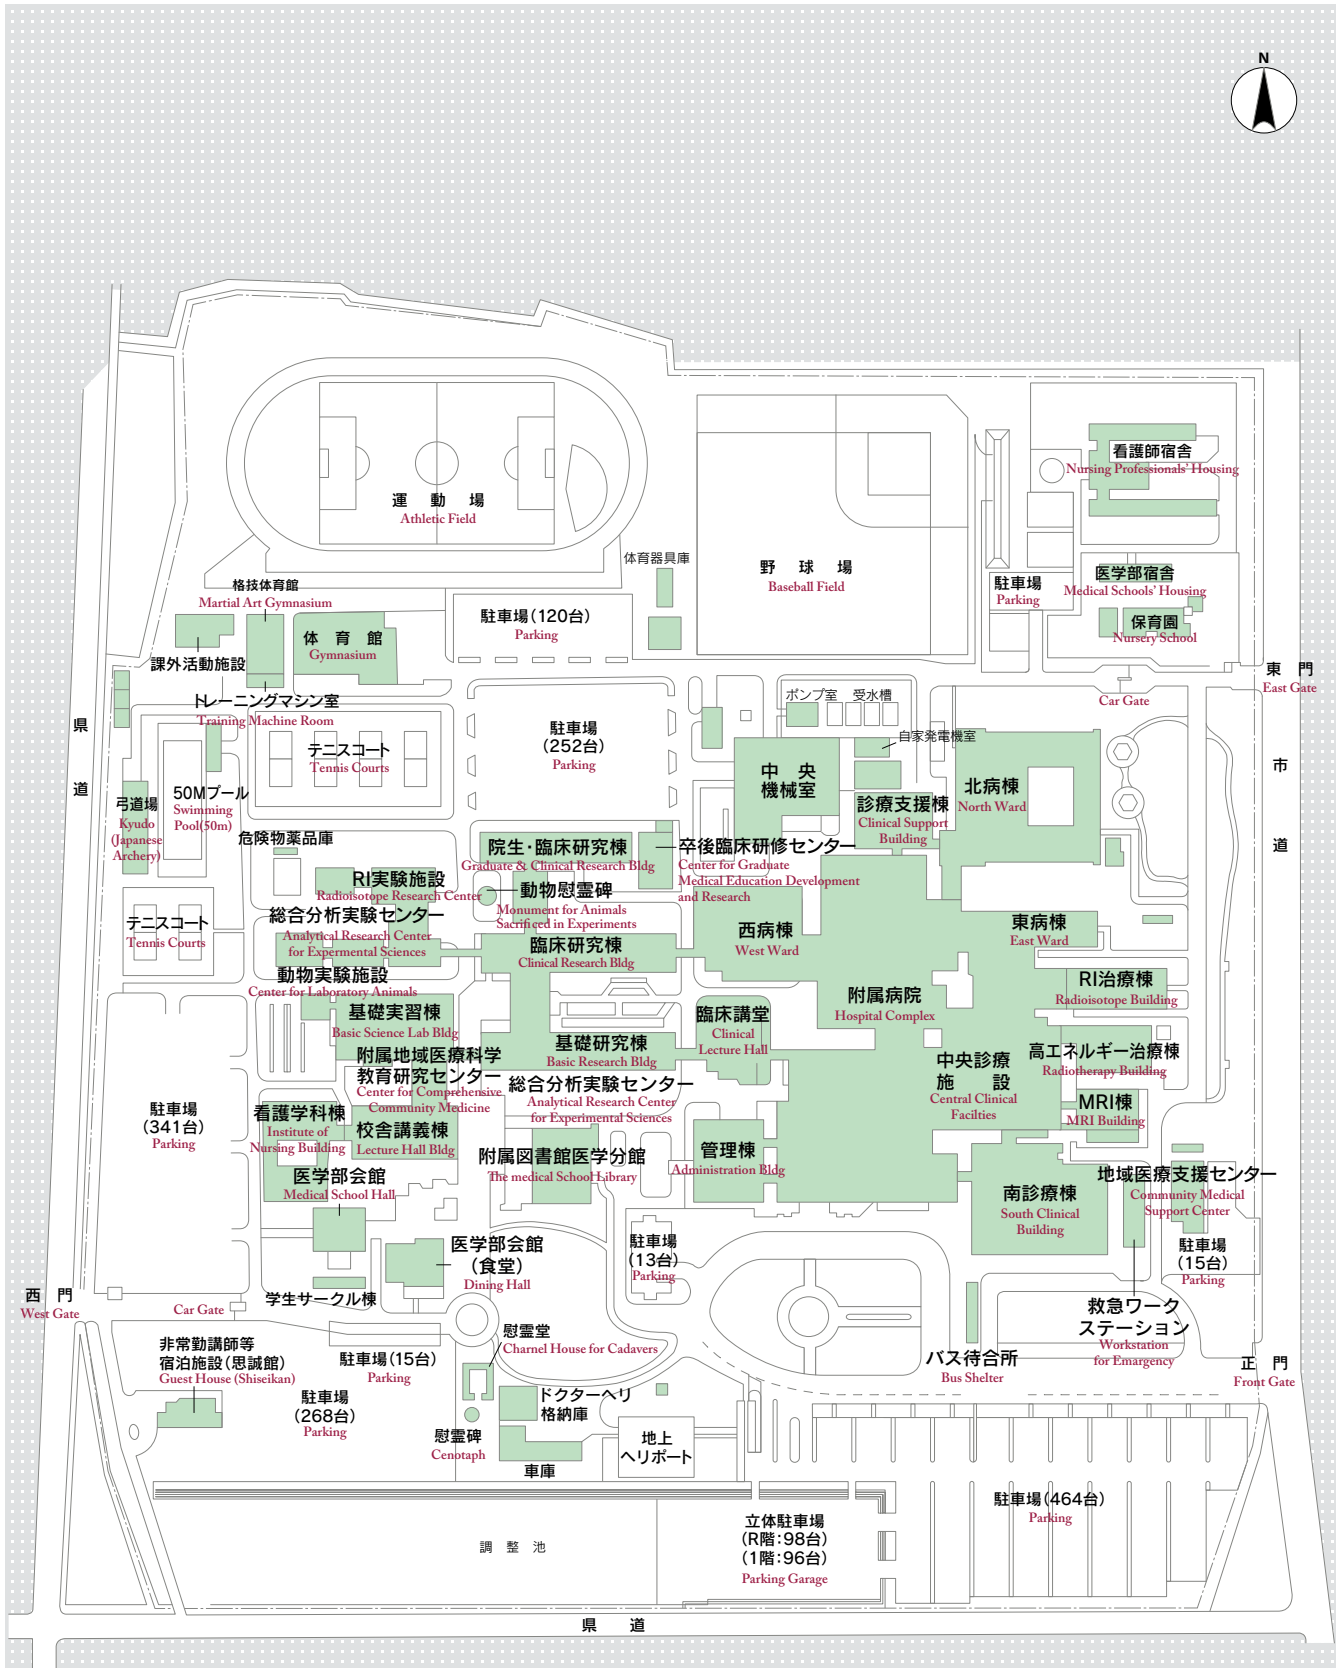 N
看護師宿舎
Nursing Professionals' Housing
運動場
Athletic Field
体育器具庫
野球場
Baseball Field
駐車場
Parking
医学部宿舎
Medical Schools' Housing
保育園
Nursery School
格技体育館
Martial Art Gymnasium
駐車場(120台)
Parking
体育館
Gymnasium
課外活動施設
東門
East Gate
Car Gate
トレーニングマシン室
Training Machine Room
県道
ポンプ室
受水槽
駐車場
(252台)
Parking
自家発電機室
テニスコート
Tennis Courts
中央
機械室
北病棟
North Ward
市道
50Mプール
Swimming
Pool(50m)
弓道場
Kyudo
(Japanese
Archery)
診療支援棟
Clinical Support
Building
危険物薬品庫
院生・臨床研究棟
Graduate & Clinical Research Bldg
卒後臨床研修センター
Center for Graduate
Medical Education Development
and Research
RI実験施設
Radioisotope Research Center
動物慰霊碑
Monument for Animals
Sacrificed in Experiments
テニスコート
Tennis Courts
総合分析実験センター
Analytical Research Center
for Expermental Sciences
西病棟
West Ward
東病棟
East Ward
臨床研究棟
Clinical Research Bldg
動物実験施設
Center for Laboratory Animals
RI治療棟
Radioisotope Building
附属病院
Hospital Complex
基礎実習棟
Basic Science Lab Bldg
臨床講堂
Clinical
Lecture Hall
基礎研究棟
Basic Research Bldg
高エネルギー治療棟
Radiotherapy Building
附属地域医療科学
教育研究センター
Center for Comprehensive
Community Medicine
中央診療
施設
Central Clinical
Facilties
総合分析実験センター
Analytical Research Center
for Experimental Sciences
MRI棟
MRI Building
駐車場
(341台)
Parking
看護学科棟
Institute of
Nursing Building
校舎講義棟
Lecture Hall Bldg
管理棟
Administration Bldg
附属図書館医学分館
The medical School Library
医学部会館
Medical School Hall
南診療棟
South Clinical
Building
地域医療支援センター
Community Medical
Support Center
医学部会館
(食堂)
Dining Hall
駐車場
(13台)
Parking
駐車場
(15台)
Parking
西門
West Gate
Car Gate
学生サークル棟
救急ワーク
ステーション
Workstation
for Emargency
非常勤講師等
宿泊施設(思誠館)
Guest House (Shiseikan)
駐車場(15台)
Parking
慰霊堂
Charnel House for Cadavers
バス待合所
Bus Shelter
正門
Front Gate
駐車場
(268台)
Parking
ドクターヘリ
格納庫
慰霊碑
Cenotaph
地上
ヘリポート
車庫
駐車場(464台)
Parking
調整池
立体駐車場
(R階:98台)
(1階:96台)
Parking Garage
県道